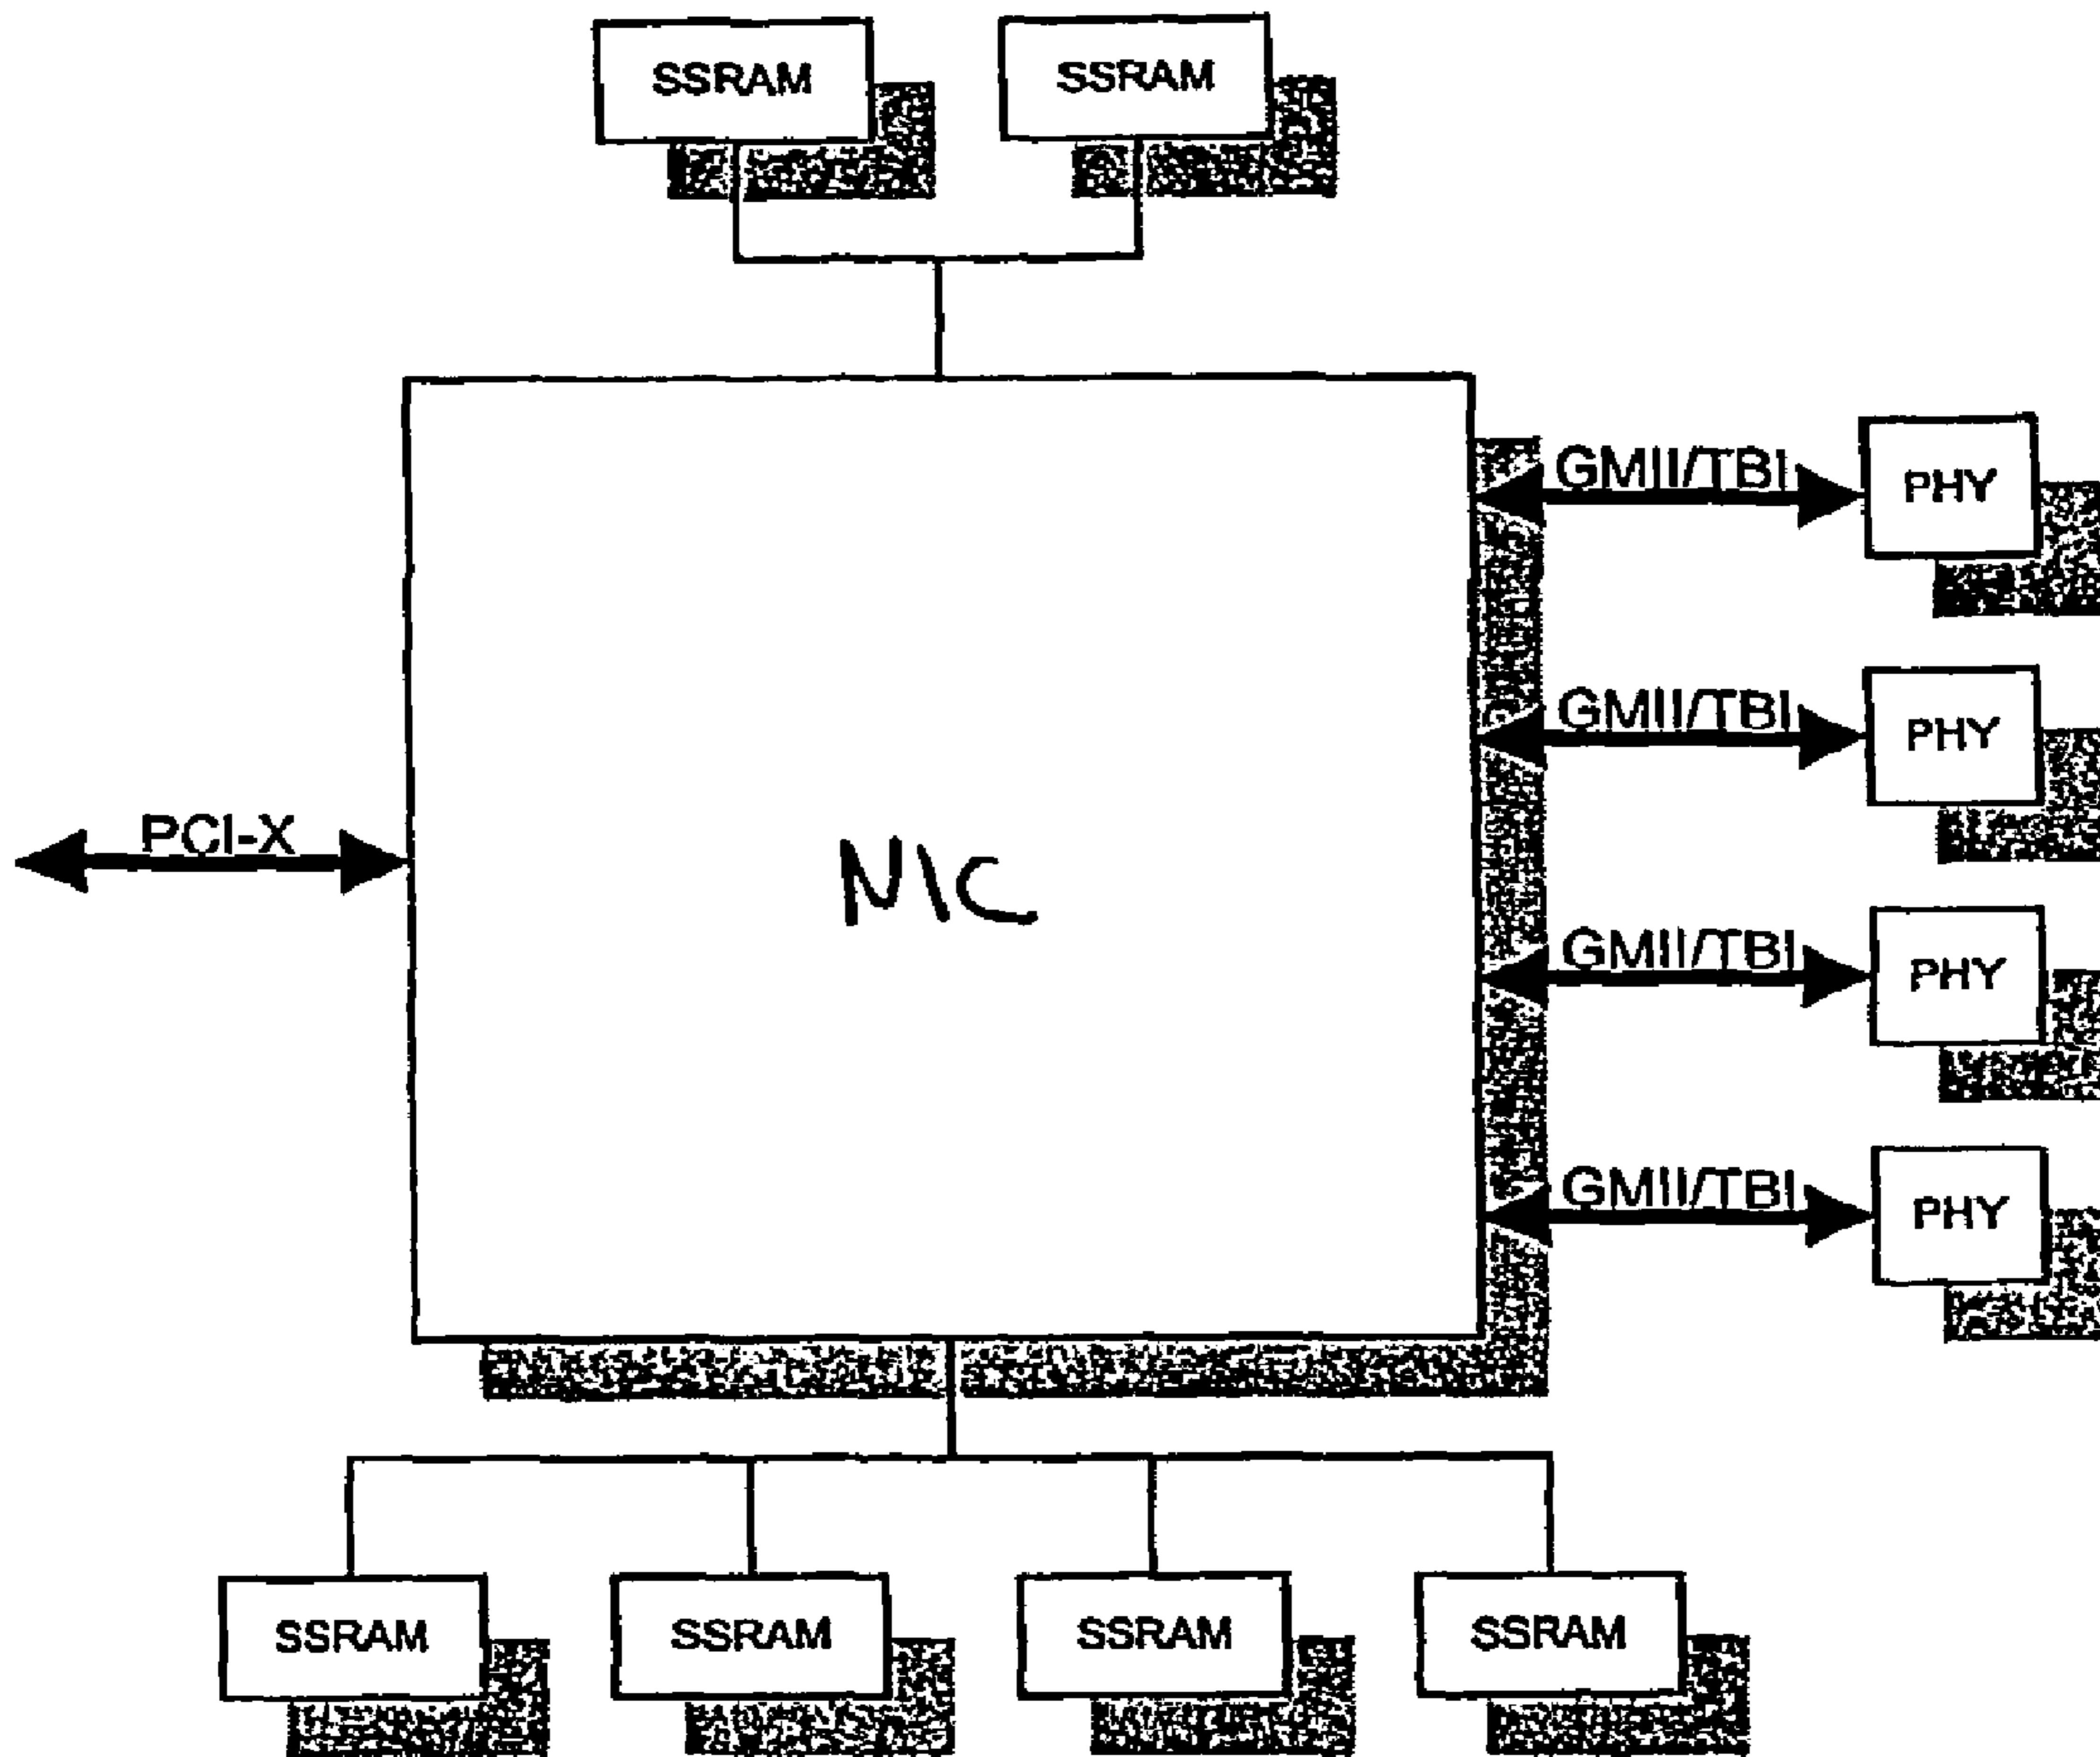 SSRAM SSRAM
GMII/TBI PHY
GMII/TBI PHY
PCI-X
NIC
GMII/TBI PHY
GMII/TBI PHY
SSRAM SSRAM SSRAM SSRAM